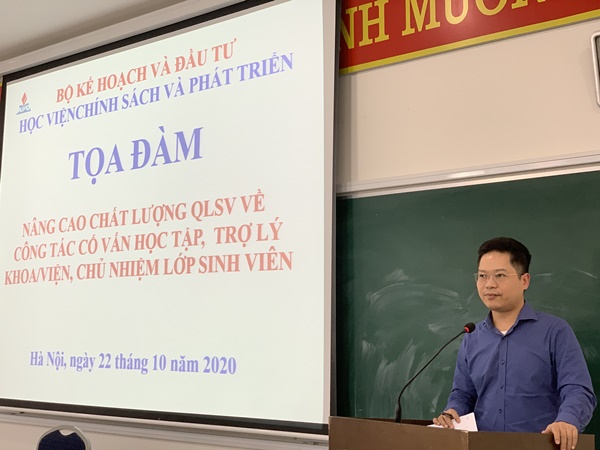 BỘ KẾ HOẠCH VÀ ĐẦU TƯ
HỌC VIỆNCHÍNH SÁCH VÀ PHÁT TRIỂN
TỌA ĐÀM
NÂNG CAO CHẤT LƯỢNG QLSV VỀ
CÔNG TÁC CỐ VẤN HỌC TẬP, TRỢ LÝ
KHOA/VIỆN, CHỦ NHIỆM LỚP SINH VIÊN
Hà Nội, ngày 22 tháng 10 năm 2020
NH MUÔN